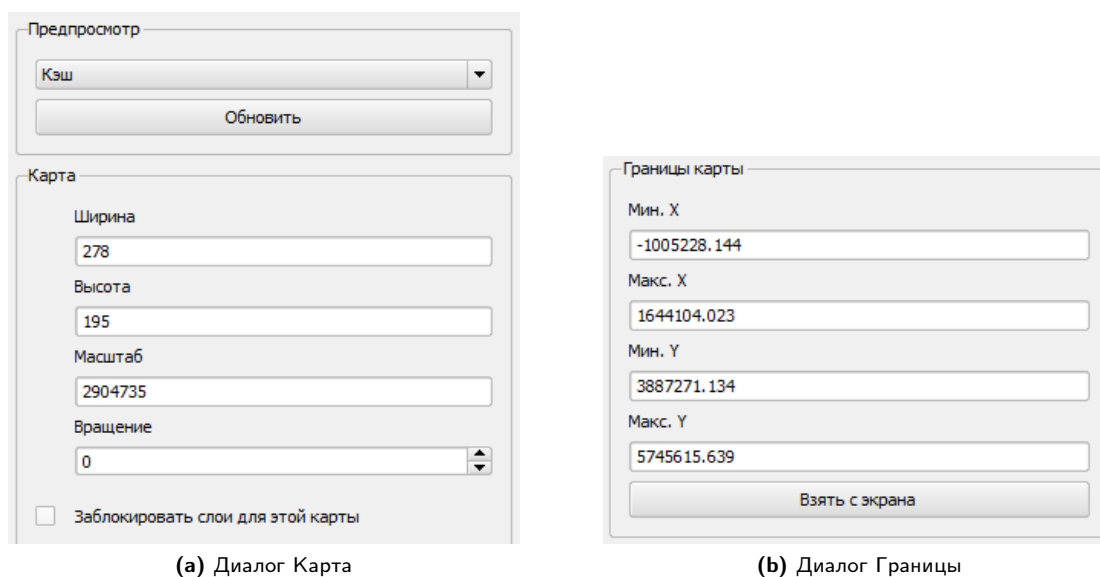 Предпросмотр
Кэш
Обновить
Карта
Ширина
278
Высота
195
Масштаб
2904735
Вращение
0
Заблокировать слои для этой карты
(a) Диалог Карта
Границы карты
Мин. X
-1005228.144
Макс. X
1644104.023
Мин. Y
3887271.134
Макс. Y
5745615.639
Взять с экрана
(b) Диалог Границы